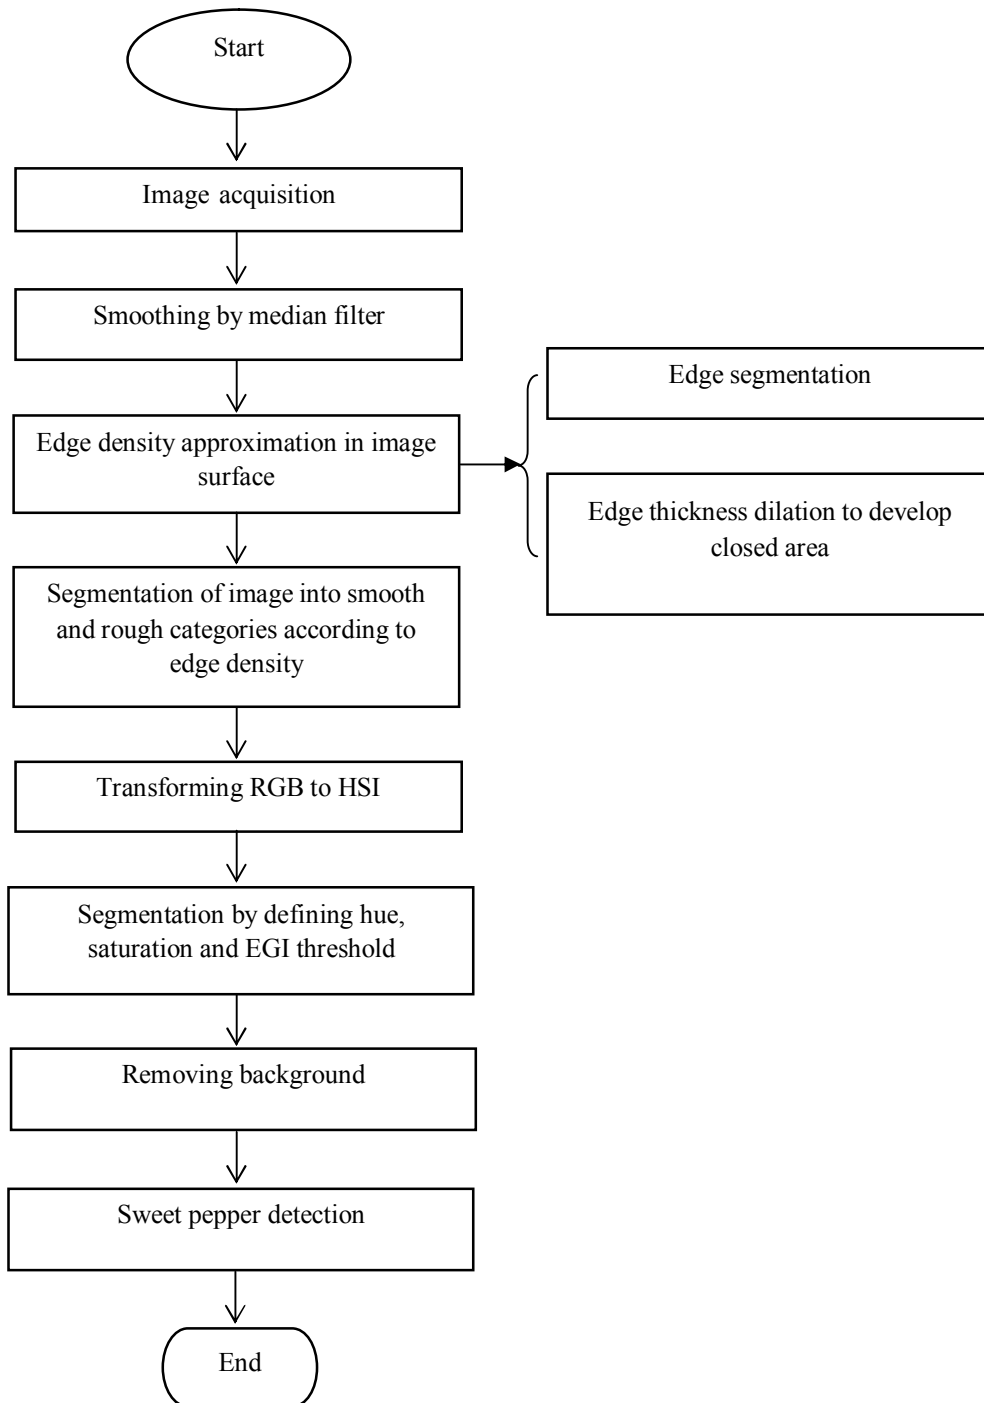 Start
Image acquisition
Smoothing by median filter
Edge density approximation in image
surface
Edge segmentation
Edge thickness dilation to develop
closed area
Segmentation of image into smooth
and rough categories according to
edge density
Transforming RGB to HSI
Segmentation by defining hue,
saturation and EGI threshold
Removing background
Sweet pepper detection
End